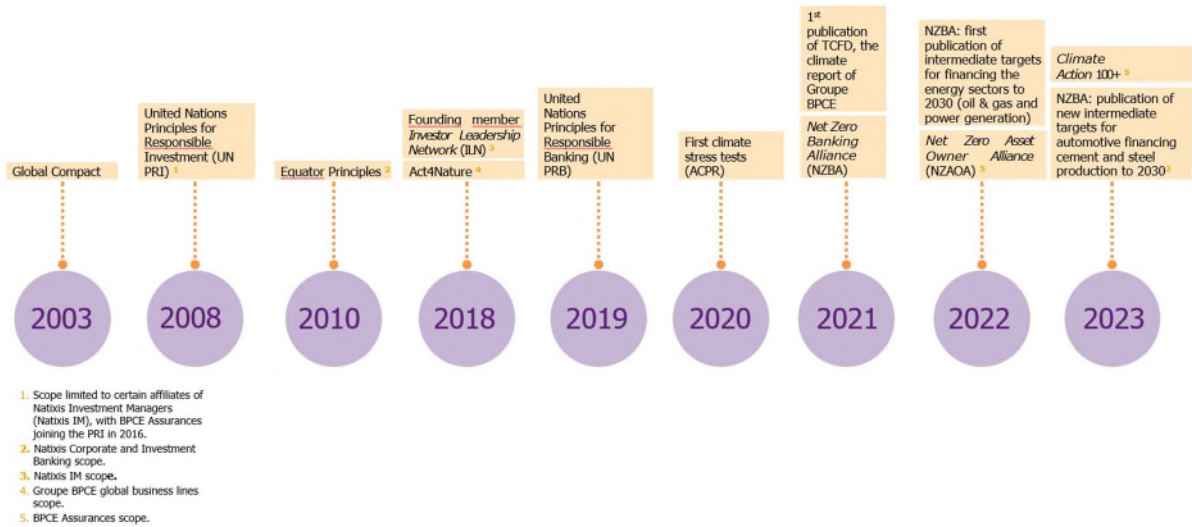 Global Compact
United Nations
Principles for
Responsible
Investment (UN
PRI) 1
Equator Principles 2
Founding member
Investor Leadership
Network (ILN) 3
Act4Nature 4
United
Nations
Principles for
Responsible
Banking (UN
PRB)
First climate
stress tests
(ACPR)
1st
publication
of TCFD, the
climate
report of
Groupe
BPCE
Net Zero
Banking
Alliance
(NZBA)
NZBA: first
publication of
intermediate targets
for financing the
energy sectors to
2030 (oil & gas and
power generation)
Net Zero Asset
Owner Alliance
(NZAOA) 5
Climate
Action 100+ 5
NZBA: publication of
new intermediate
targets for
automotive financing
cement and steel
production to 2030 2
2003
2008
2010
2018
2019
2020
2021
2022
2023
1. Scope limited to certain affiliates of
Natixis Investment Managers
(Natixis IM), with BPCE Assurances
joining the PRI in 2016.
2. Natixis Corporate and Investment
Banking scope.
3. Natixis IM scope.
4. Groupe BPCE global business lines
scope.
5. BPCE Assurances scope.